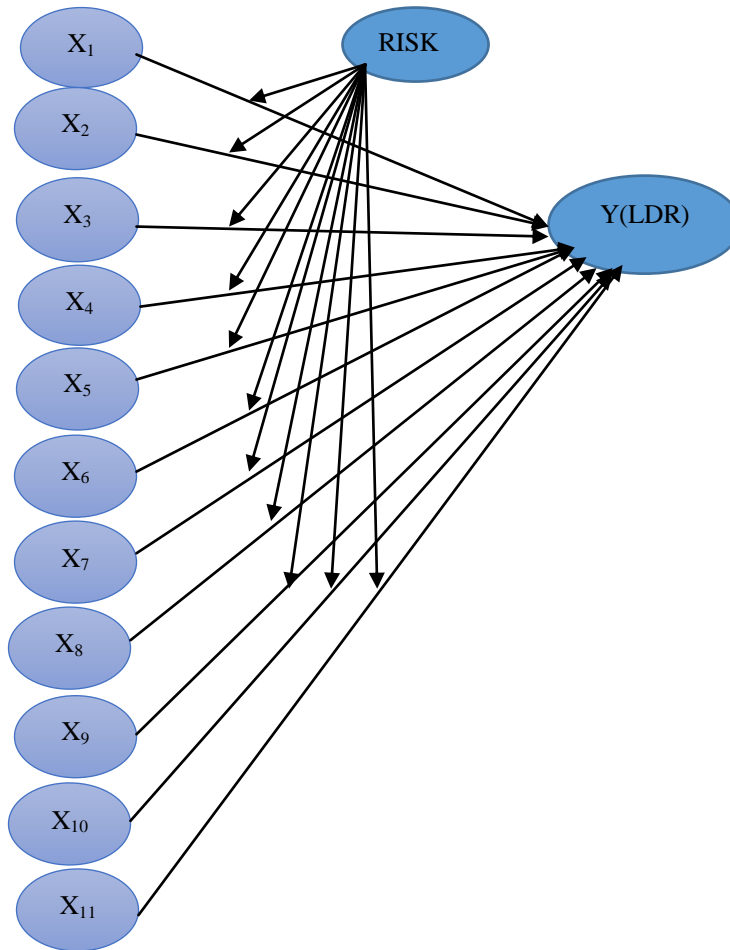 X₁
RISK
X₂
X₃
Y(LDR)
X₄
X₅
X₆
X₇
X₈
X₉
X₁₀
X₁₁